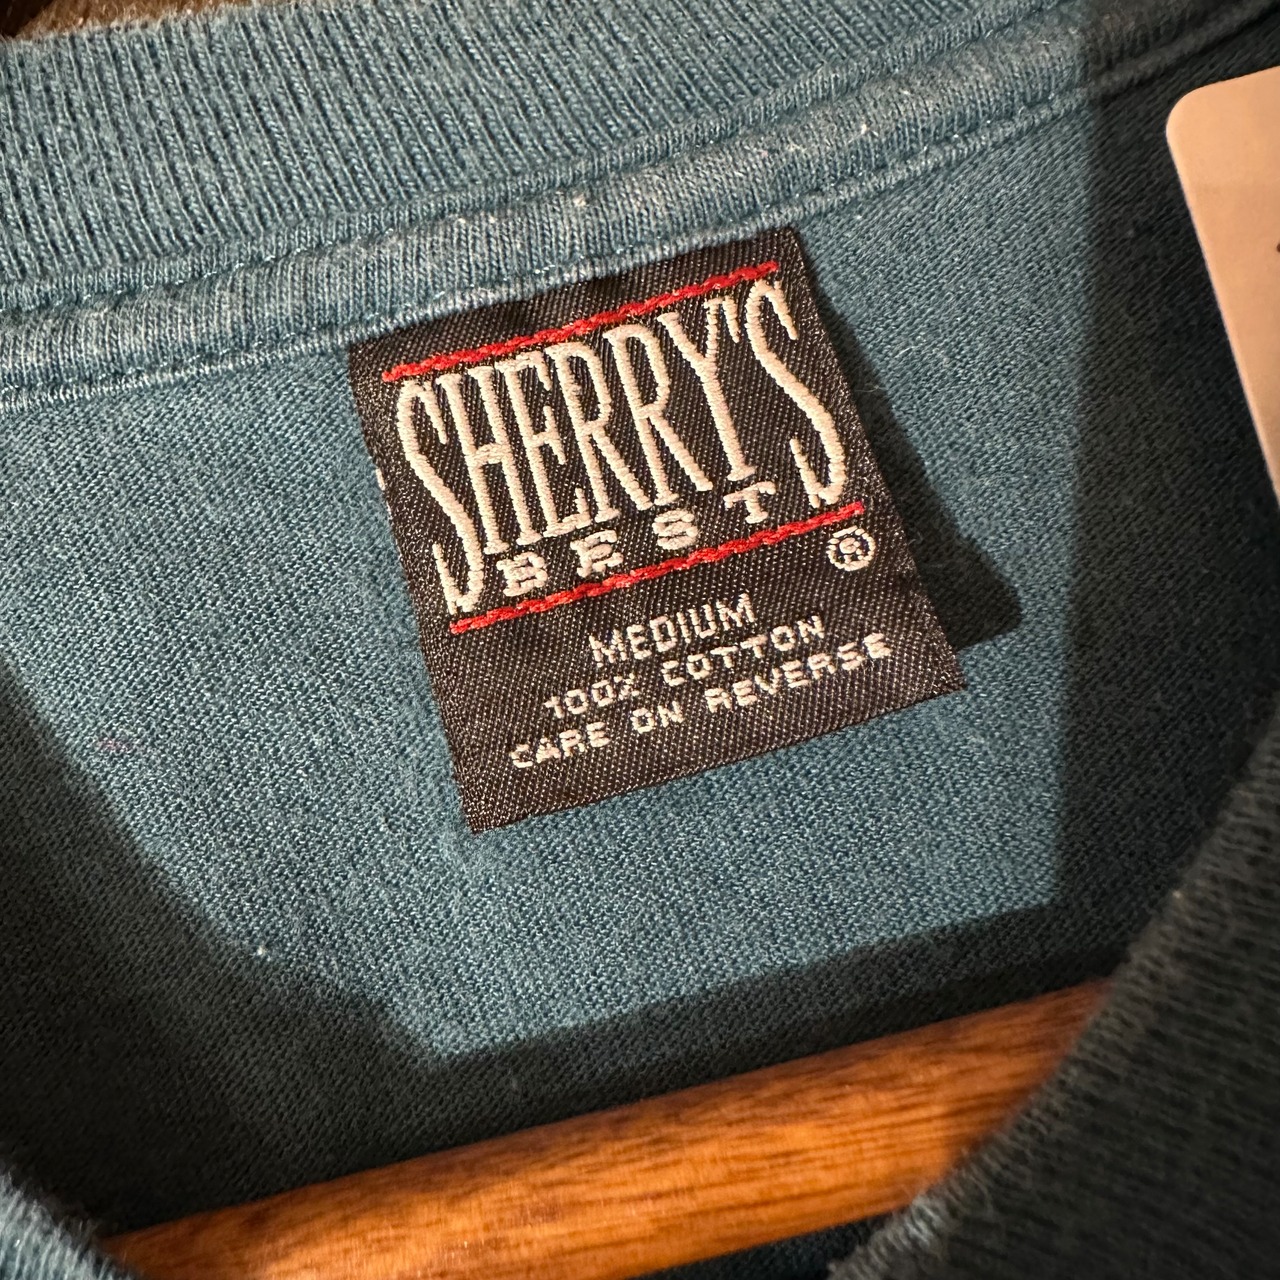 SHERRY'S
BEST
®
MEDIUM
100% COTTON
CARE ON REVERSE